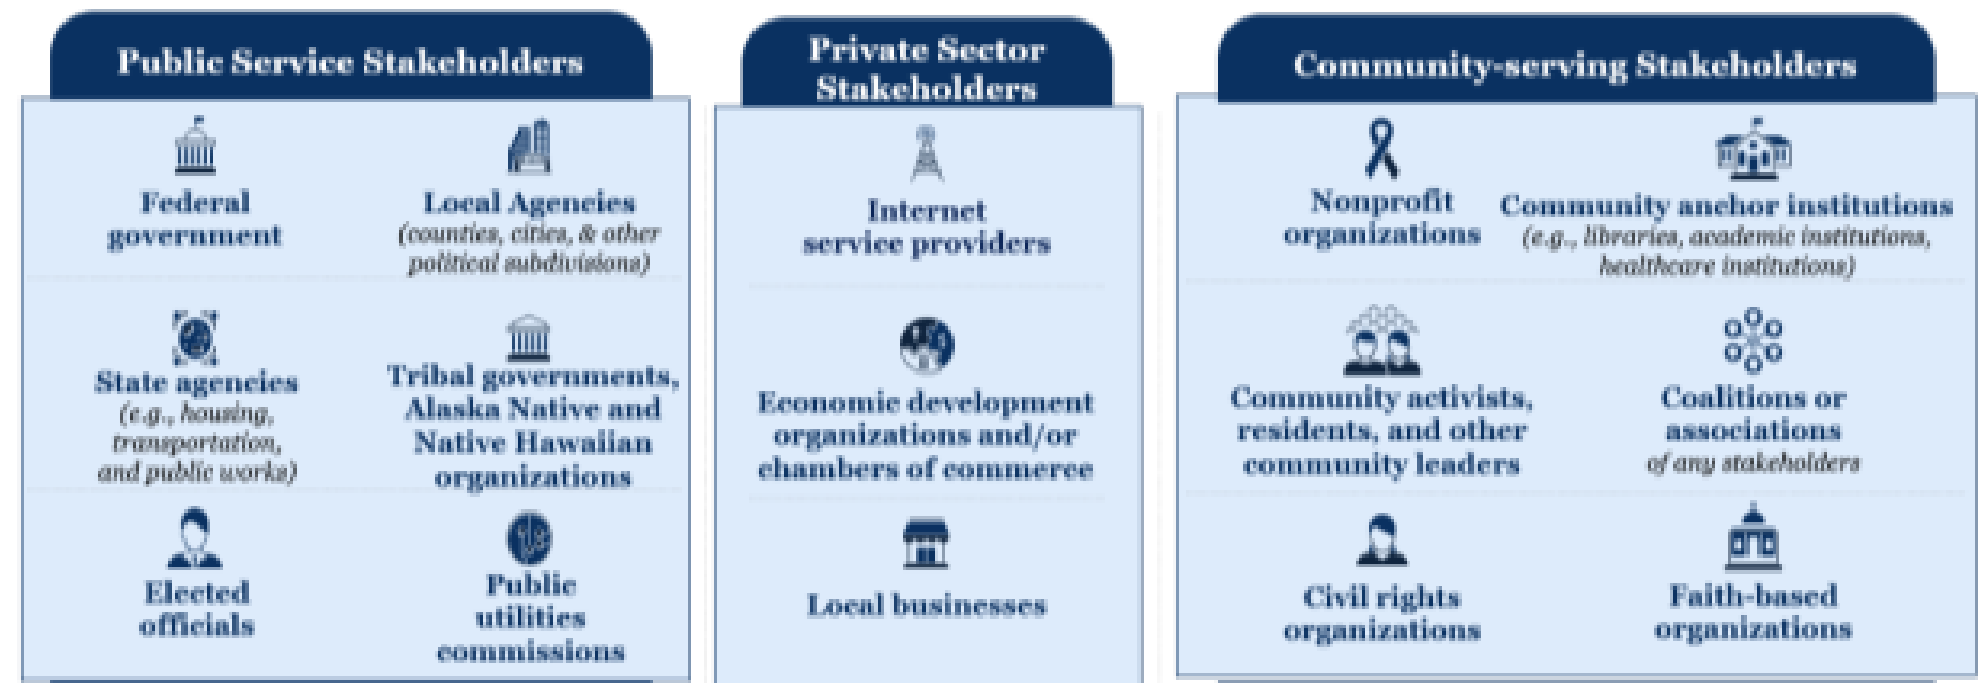 Public Service Stakeholders
Federal
government
Local Agencies
(counties, cities, & other
political subdivisions)
State agencies
(e.g., housing,
transportation,
and public works)
Tribal governments,
Alaska Native and
Native Hawaiian
organizations
Elected
officials
Public
utilities
commissions
Private Sector
Stakeholders
Internet
service providers
Economic development
organizations and/or
chambers of commerce
Local businesses
Community-serving Stakeholders
Nonprofit
organizations
Community anchor institutions
(e.g., libraries, academic institutions,
healthcare institutions)
Community activists,
residents, and other
community leaders
Coalitions or
associations
of any stakeholders
Civil rights
organizations
Faith-based
organizations